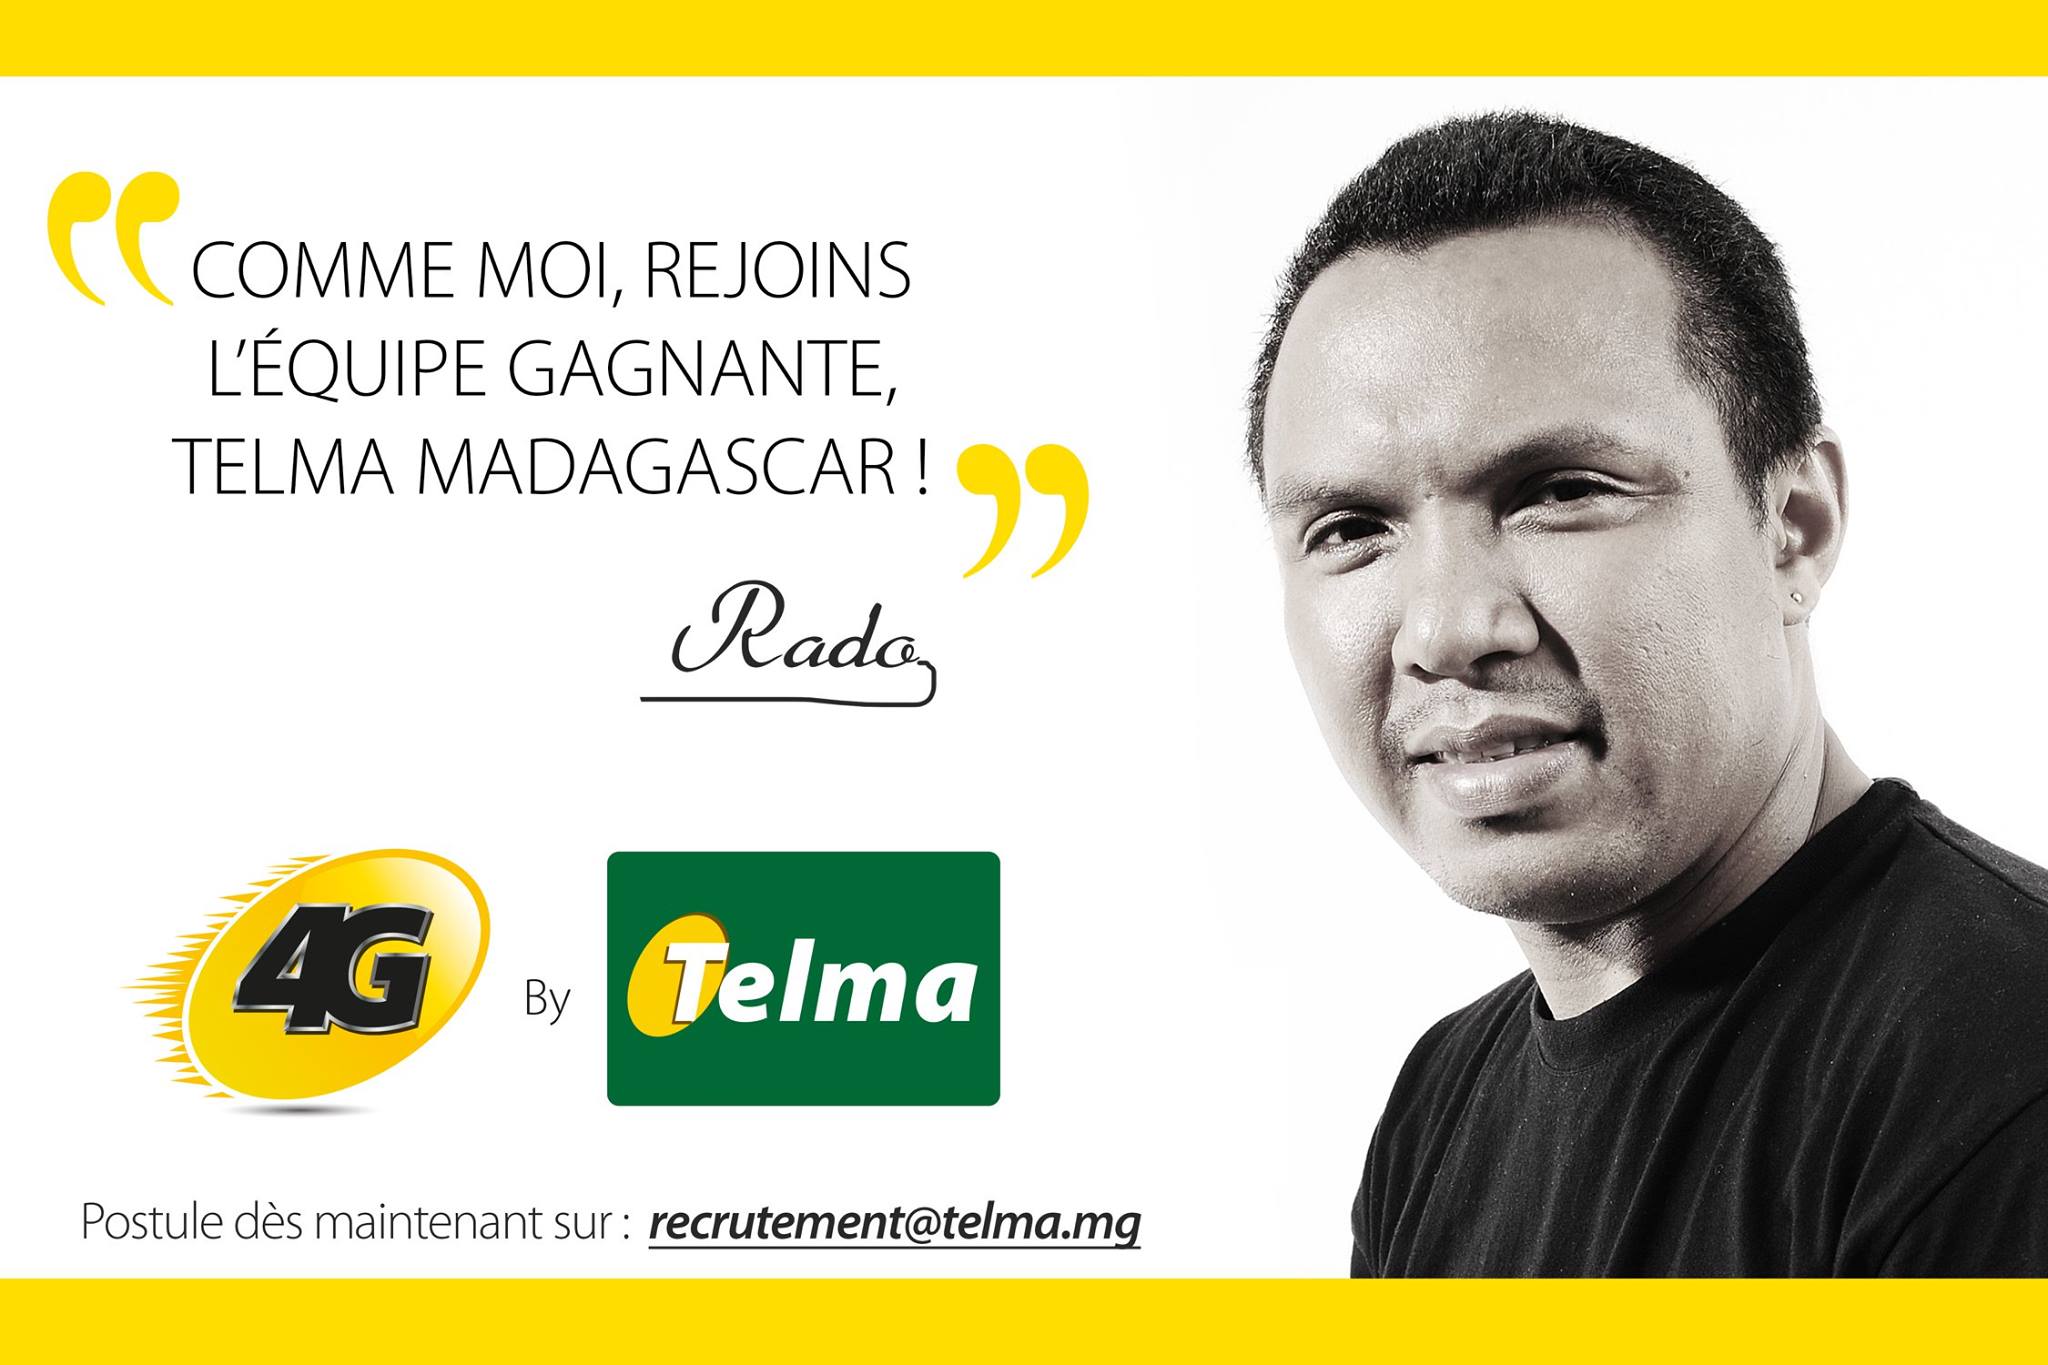 “ COMME MOI, REJOINS
L’ÉQUIPE GAGNANTE,
TELMA MADAGASCAR ! ”
Rado
4G By Telma
Postule dès maintenant sur : recrutement@telma.mg